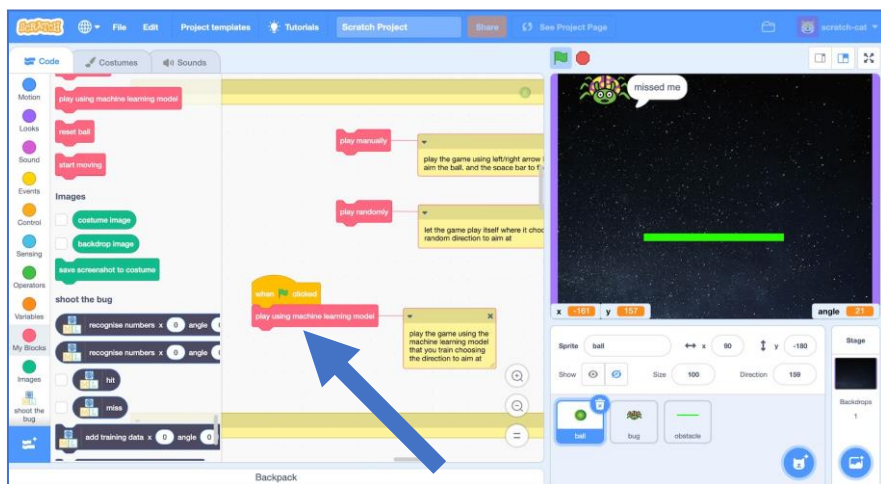 SCRATCH File Edit Project templates Tutorials Scratch Project Share See Project Page scratch-cat
Code Costumes Sounds
Motion
Looks
Sound
Events
Control
Sensing
Operators
Variables
My Blocks
Images
shoot the
bug
play using machine learning model
reset ball
start moving
Images
costume image
backdrop image
save screenshot to costume
shoot the bug
recognise numbers x 0 angle
recognise numbers x 0 angle
hit
miss
add training data x 0 angle 0
play manually
play the game using left/right arrow
aim the ball, and the space bar to
play randomly
let the game play itself where it
random direction to aim at
when clicked
play using machine learning model
play the game using the
machine learning model
that you train choosing
the direction to aim at
Backpack
missed me
x -161 y 157 angle 21
Sprite ball x 90 y -180
Show Size 100 Direction 159
ball bug obstacle
Stage
Backdrops
1